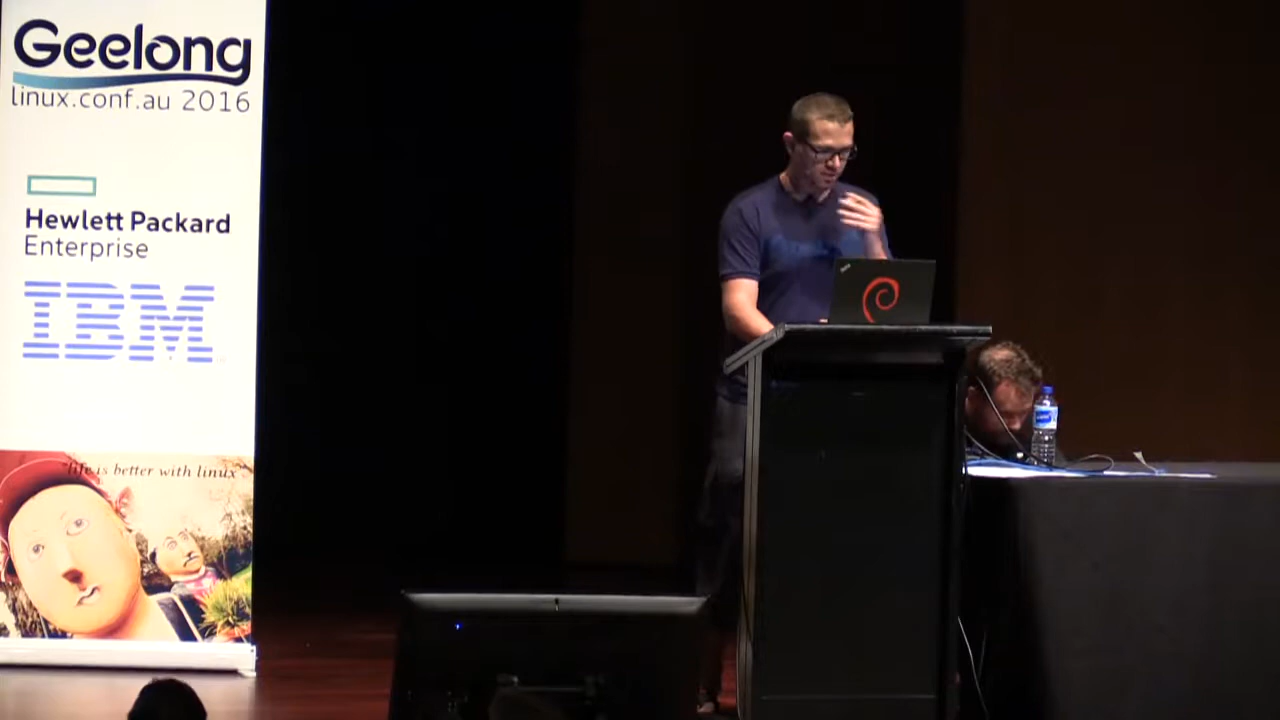 Geelong
linux.conf.au 2016
Hewlett Packard
Enterprise
IBM
"life is better with linux"